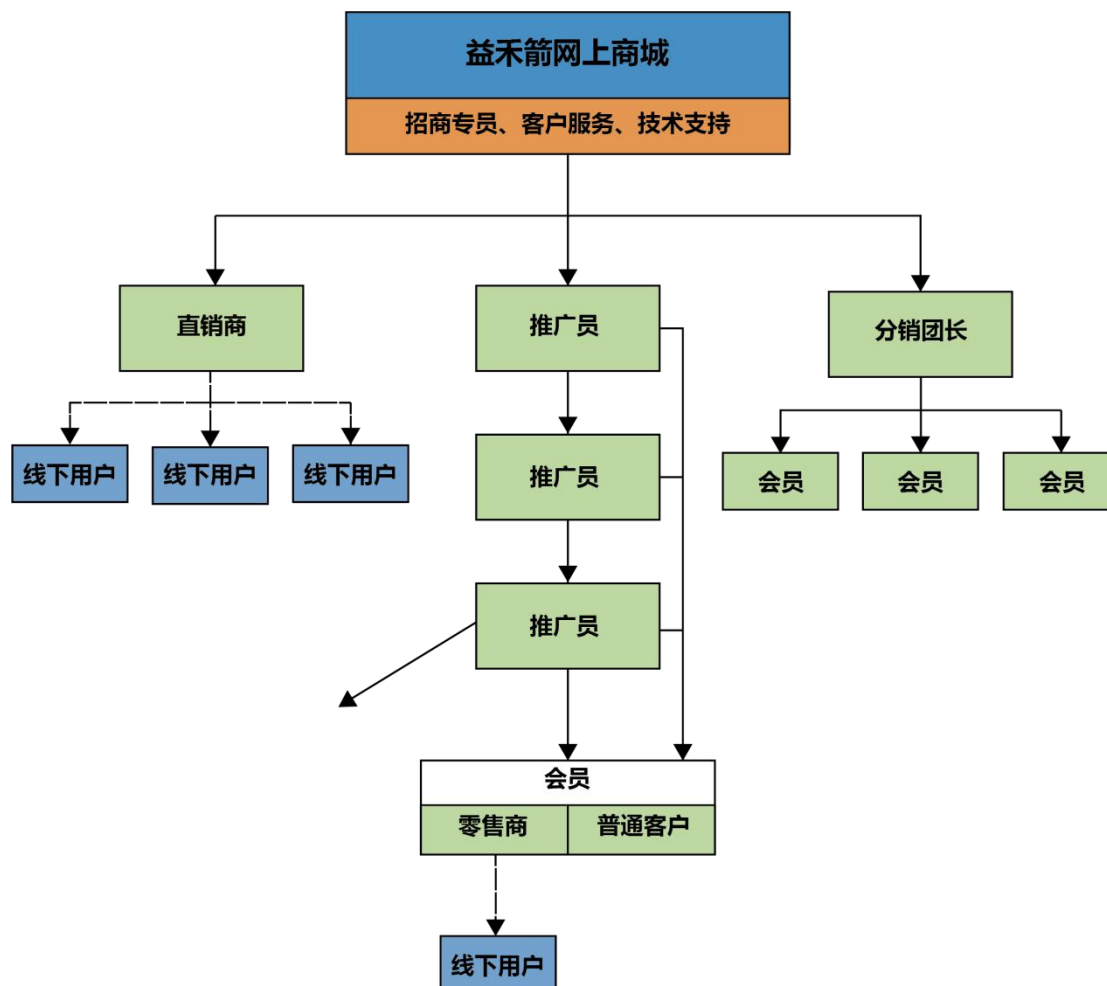 益禾箭网上商城
招商专员、客户服务、技术支持
直销商
推广员
分销团长
线下用户
线下用户
线下用户
推广员
会员
会员
会员
推广员
会员
零售商
普通客户
线下用户